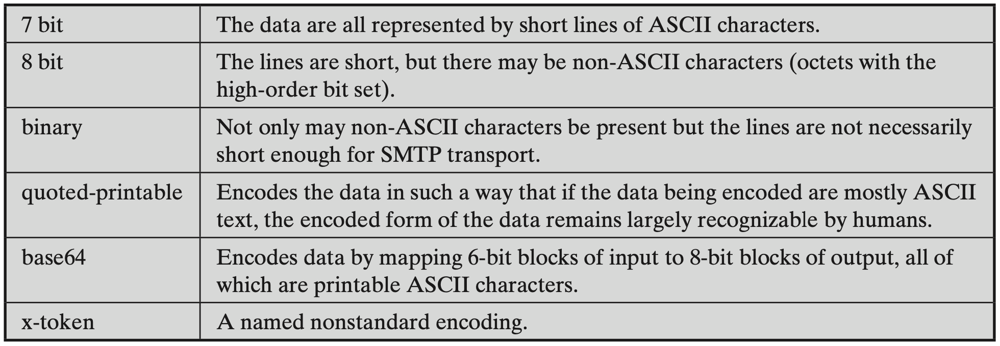 7 bit The data are all represented by short lines of ASCII characters.
8 bit The lines are short, but there may be non-ASCII characters (octets with the
high-order bit set).
binary Not only may non-ASCII characters be present but the lines are not necessarily
short enough for SMTP transport.
quoted-printable Encodes the data in such a way that if the data being encoded are mostly ASCII
text, the encoded form of the data remains largely recognizable by humans.
base64 Encodes data by mapping 6-bit blocks of input to 8-bit blocks of output, all of
which are printable ASCII characters.
x-token A named nonstandard encoding.